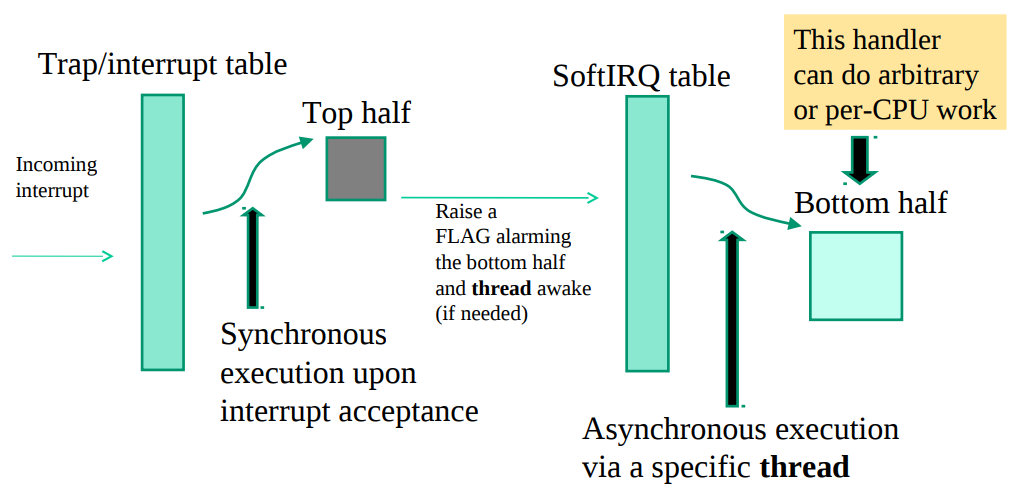 Trap/interrupt table
Top half
Incoming
interrupt
Synchronous
execution upon
interrupt acceptance
Raise a
FLAG alarming
the bottom half
and thread awake
(if needed)
SoftIRQ table
This handler
can do arbitrary
or per-CPU work
Bottom half
Asynchronous execution
via a specific thread